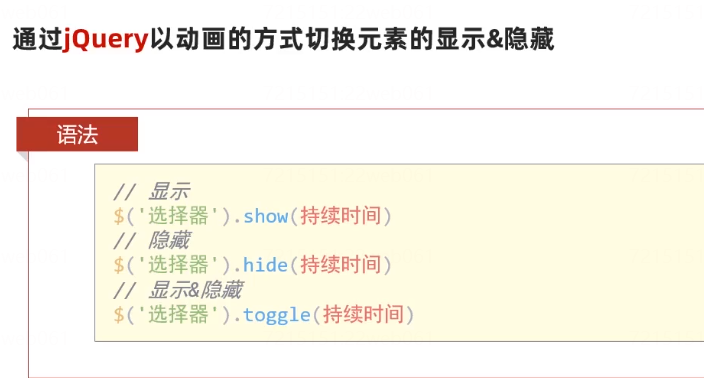 通过jQuery以动画的方式切换元素的显示&隐藏
语法
// 显示
$('选择器').show(持续时间)
// 隐藏
$('选择器').hide(持续时间)
// 显示&隐藏
$('选择器').toggle(持续时间)